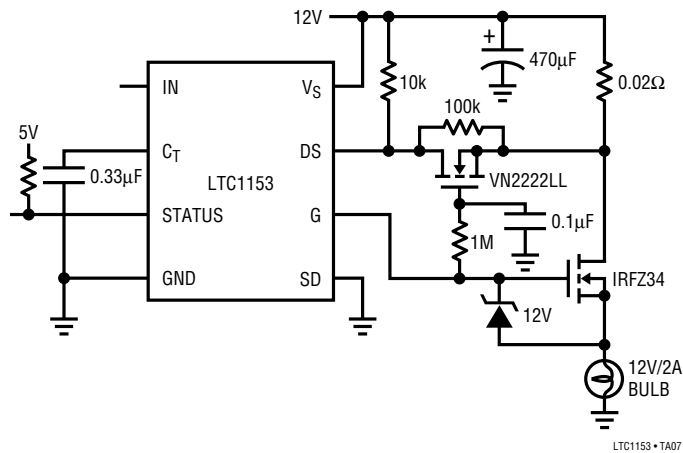 12V
10k
470µF
0.02Ω
+
IN
V_S
5V
100k
C_T
DS
0.33µF
LTC1153
VN2222LL
STATUS
G
0.1µF
1M
GND
SD
IRFZ34
12V
12V/2A
BULB
LTC1153 • TA07